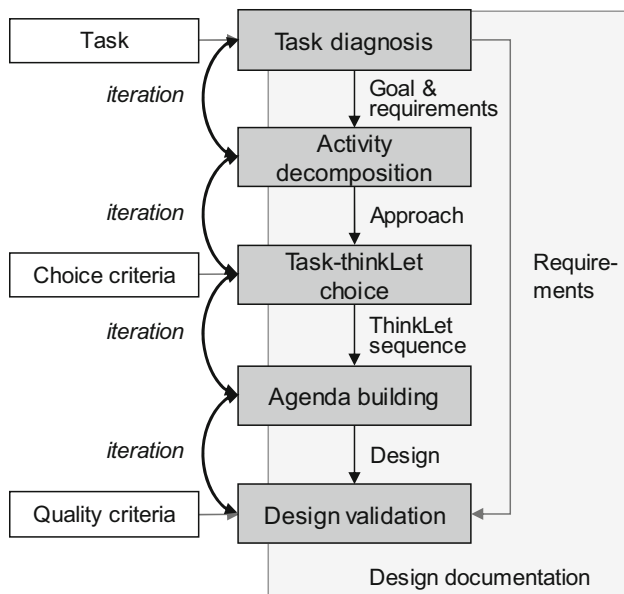 Task
Task diagnosis
iteration
Goal &
requirements
Activity
decomposition
iteration
Approach
Choice criteria
Task-thinkLet
choice
Require-
ments
iteration
ThinkLet
sequence
Agenda building
iteration
Design
Quality criteria
Design validation
Design documentation